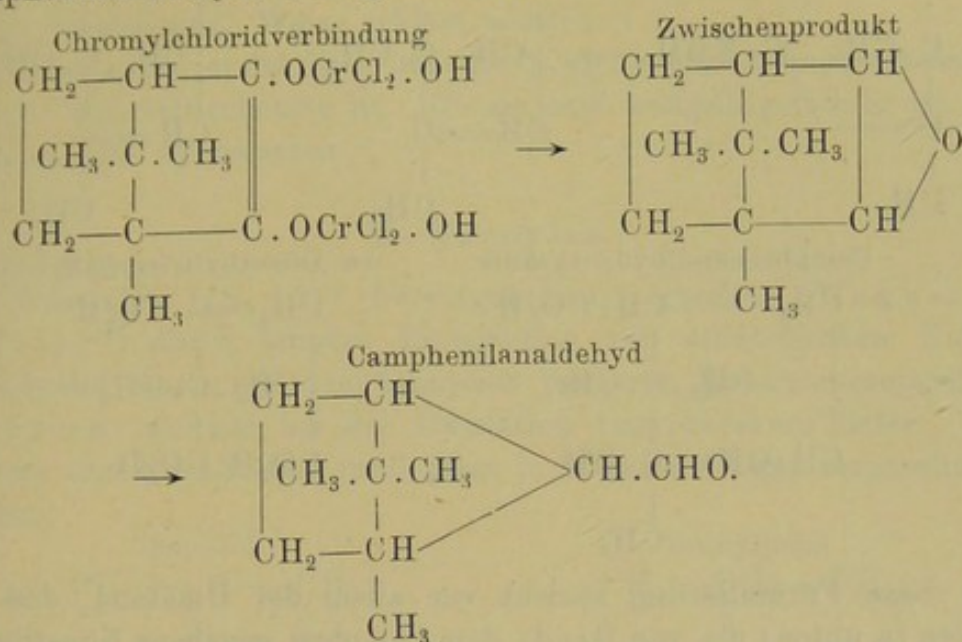 Chromylchloridverbindung Zwischenprodukt
CH₂—CH——C.OCrCl₂.OH CH₂—CH——CH
CH₃.C.CH₃ → CH₃.C.CH₃ O
CH₂—C——C.OCrCl₂.OH CH₂—C——CH
CH₃ CH₃
Camphenilanaldehyd
CH₂—CH
→ CH₃.C.CH₃ CH.CHO.
CH₂—CH
CH₃